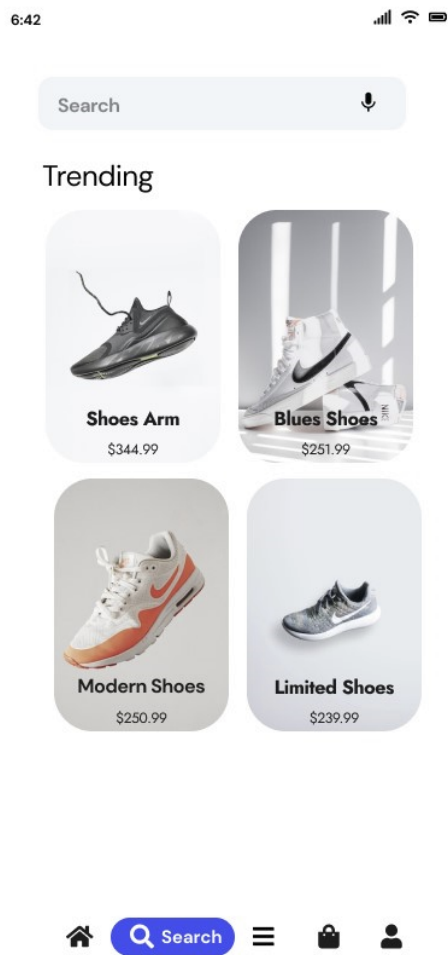 6:42
Search
Trending
Shoes Arm
$344.99
Blues Shoes
$251.99
Modern Shoes
$250.99
Limited Shoes
$239.99
Search